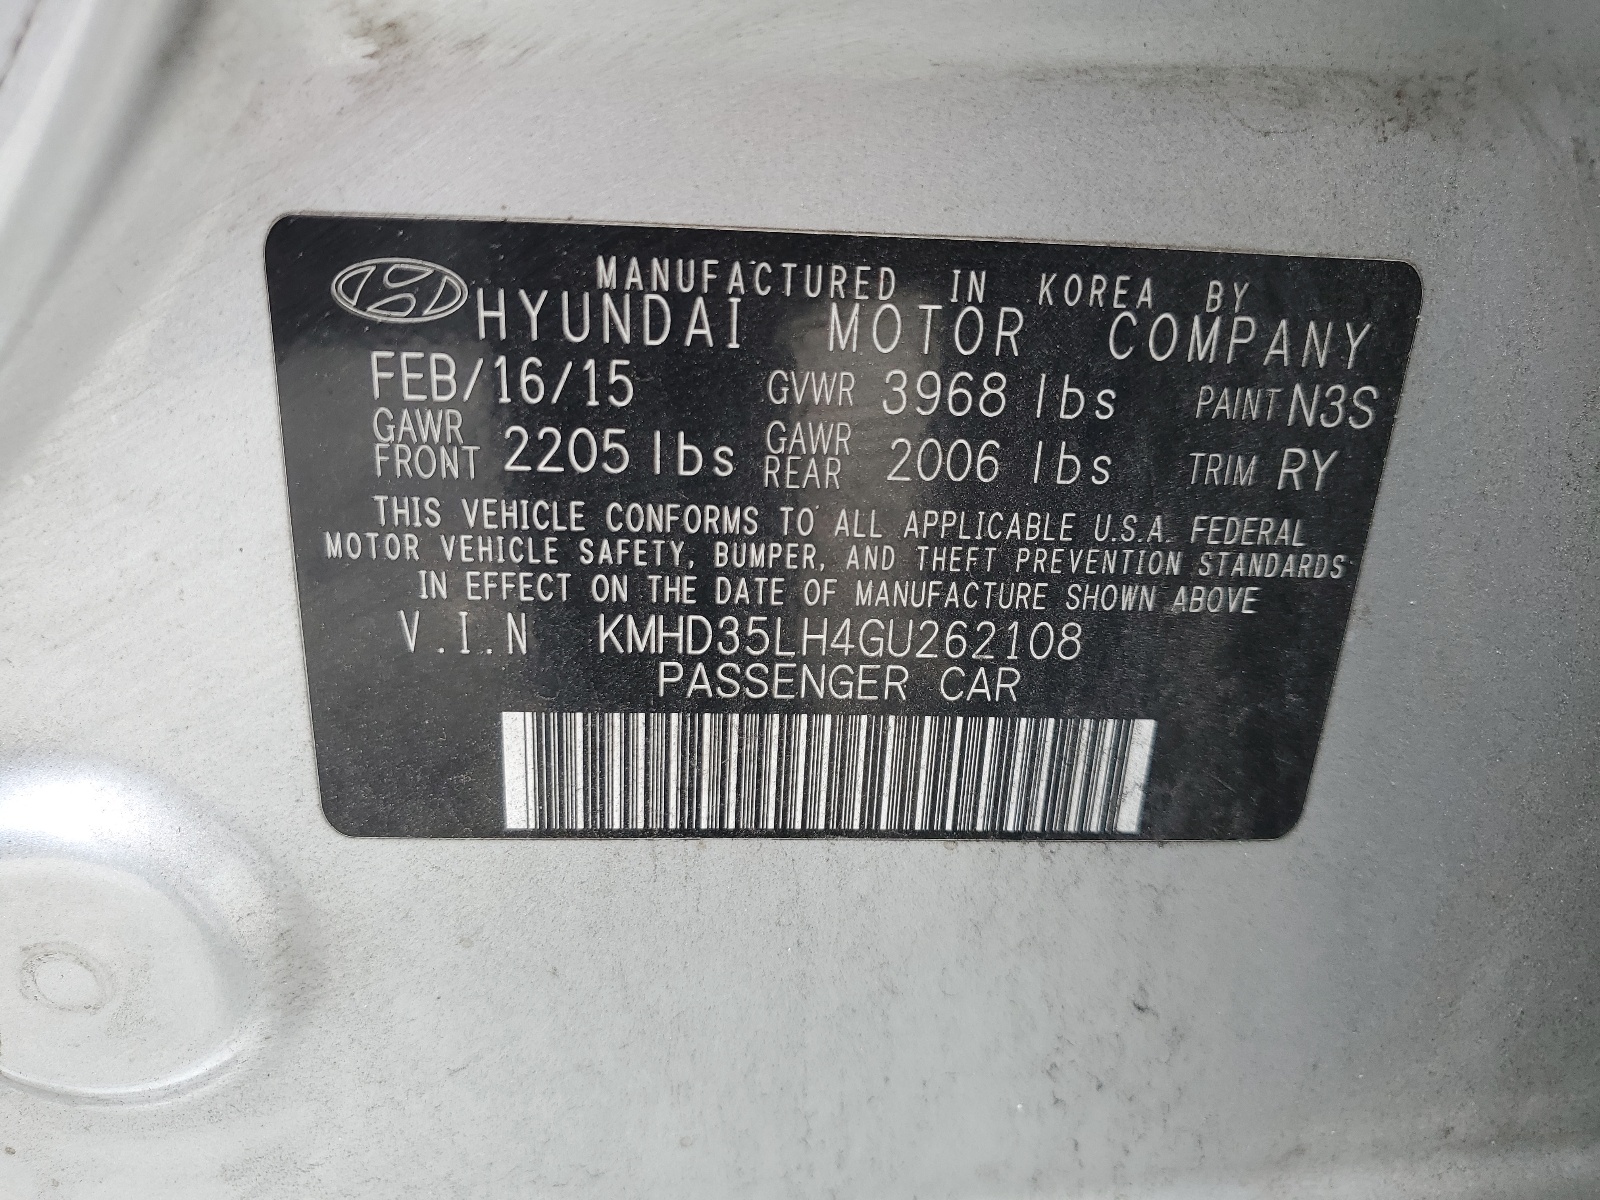 MANUFACTURED IN KOREA BY
HYUNDAI MOTOR COMPANY
FEB/16/15 GVWR 3968 lbs PAINT N3S
GAWR FRONT 2205 lbs GAWR REAR 2006 lbs TRIM RY
THIS VEHICLE CONFORMS TO ALL APPLICABLE U.S.A. FEDERAL
MOTOR VEHICLE SAFETY, BUMPER, AND THEFT PREVENTION STANDARDS
IN EFFECT ON THE DATE OF MANUFACTURE SHOWN ABOVE
V.I.N KMHD35LH4GU262108
PASSENGER CAR